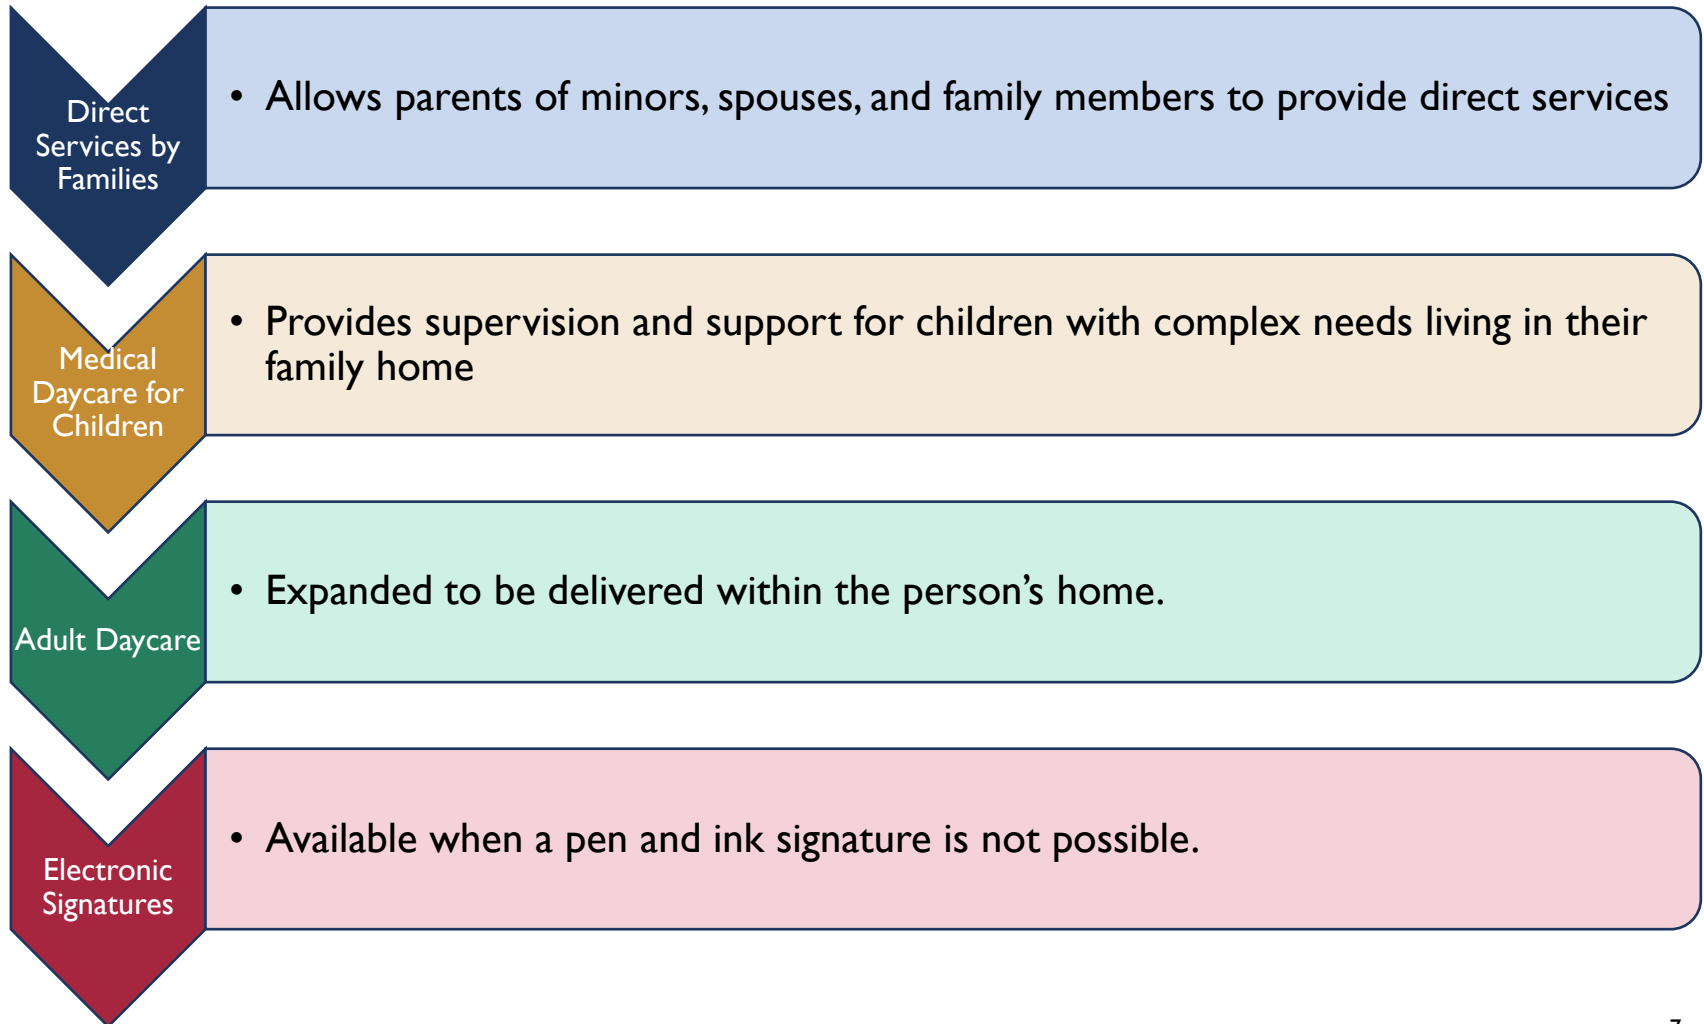 Direct
Services by
Families
• Allows parents of minors, spouses, and family members to provide direct services
Medical
Daycare for
Children
• Provides supervision and support for children with complex needs living in their
family home
Adult Daycare
• Expanded to be delivered within the person’s home.
Electronic
Signatures
• Available when a pen and ink signature is not possible.